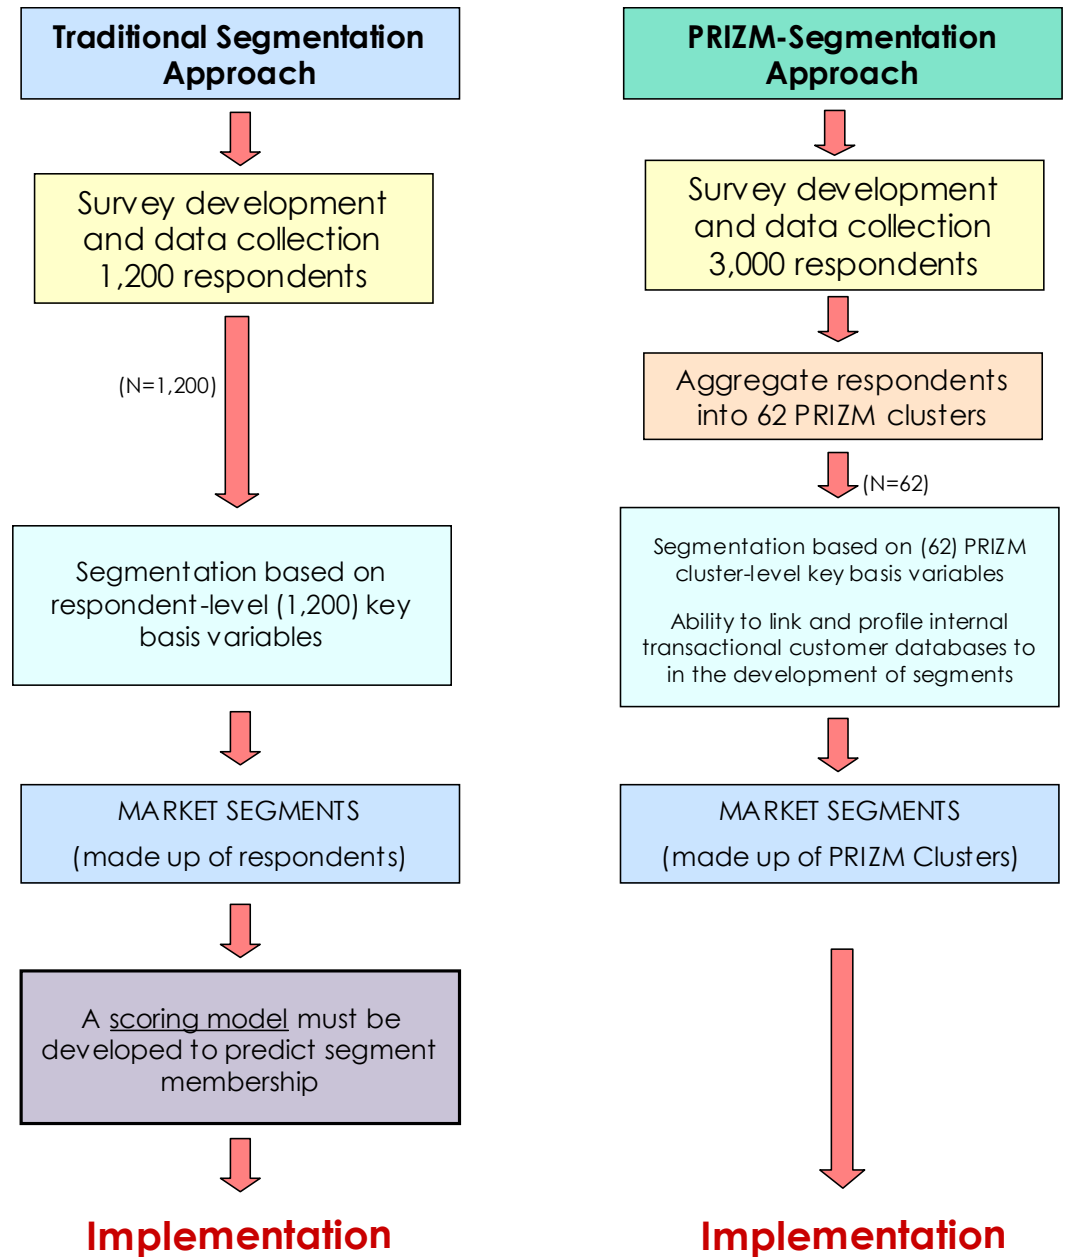 Traditional Segmentation
Approach
Survey development
and data collection
1,200 respondents
(N=1,200)
Segmentation based on
respondent-level (1,200) key
basis variables
MARKET SEGMENTS
(made up of respondents)
A scoring model must be
developed to predict segment
membership
Implementation
PRIZM-Segmentation
Approach
Survey development
and data collection
3,000 respondents
Aggregate respondents
into 62 PRIZM clusters
(N=62)
Segmentation based on (62) PRIZM
cluster-level key basis variables
Ability to link and profile internal
transactional customer databases to
in the development of segments
MARKET SEGMENTS
(made up of PRIZM Clusters)
Implementation